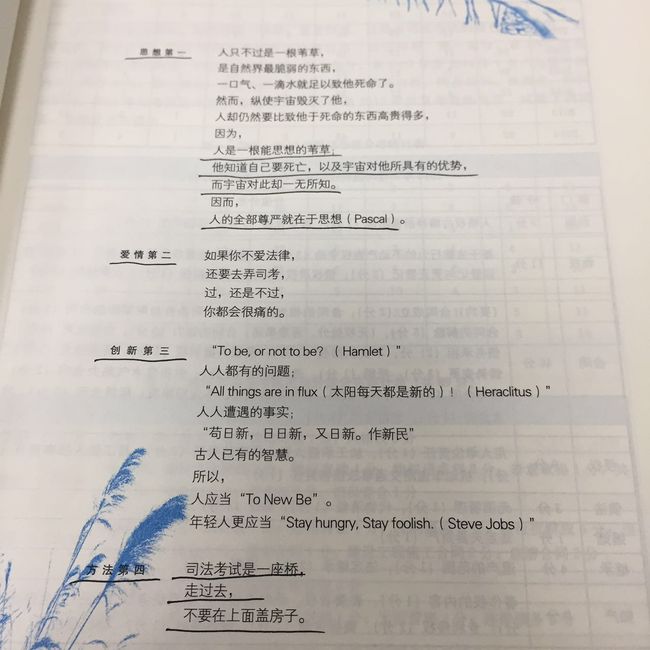 思想第一
人只不过是一根苇草，
是自然界最脆弱的东西，
一口气、一滴水就足以致他死命了。
然而，纵使宇宙毁灭了他，
人却仍然要比致他于死命的东西高贵得多，
因为，
人是一根能思想的苇草，
他知道自己要死亡，以及宇宙对他所具有的优势，
而宇宙对此却一无所知。
因而，
人的全部尊严就在于思想（Pascal）。
爱情第二
如果你不爱法律，
还要去弄司考，
过，还是不过，
你都会很痛的。
创新第三
“To be, or not to be?（Hamlet）”
人人都有的问题；
“All things are in flux（太阳每天都是新的）！（Heraclitus）”
人人遭遇的事实；
“苟日新，日日新，又日新。作新民”
古人已有的智慧。
所以，
人应当“To New Be”。
年轻人更应当“Stay hungry, Stay foolish.（Steve Jobs）”
方法第四
司法考试是一座桥，
走过去，
不要在上面盖房子。